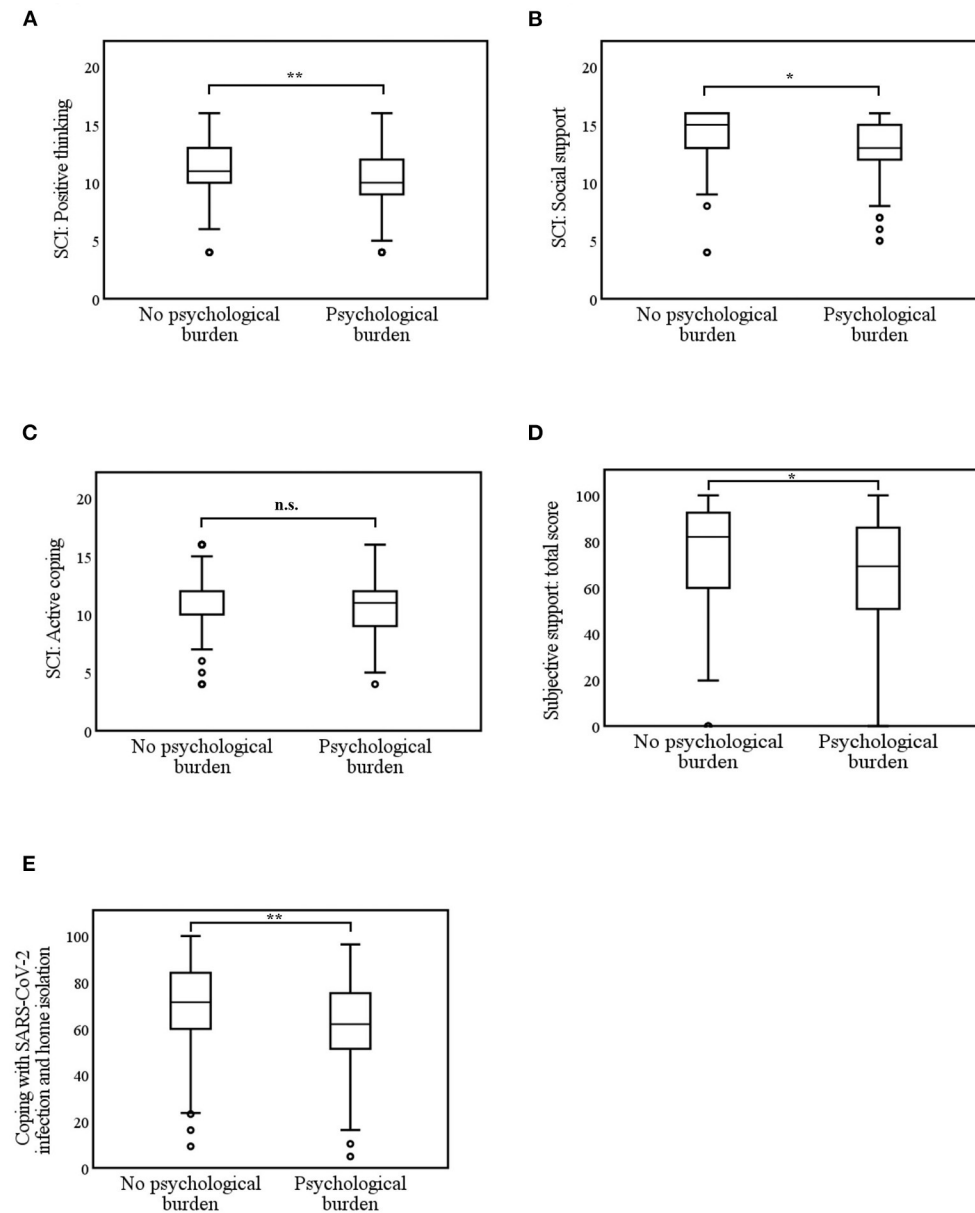 A
SCI: Positive thinking
20
15
10
5
0
**
No psychological
burden
Psychological
burden
B
SCI: Social support
20
15
10
5
0
*
No psychological
burden
Psychological
burden
C
SCI: Active coping
20
15
10
5
0
n.s.
No psychological
burden
Psychological
burden
D
Subjective support: total score
100
80
60
40
20
0
*
No psychological
burden
Psychological
burden
E
Coping with SARS-CoV-2
infection and home isolation
100
80
60
40
20
0
**
No psychological
burden
Psychological
burden